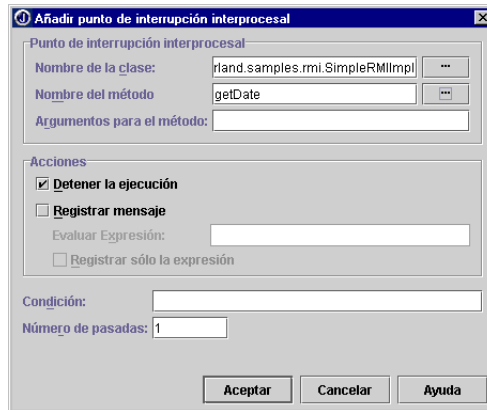 Añadir punto de interrupción interprocesal
Punto de interrupción interprocesal
Nombre de la clase: rland.samples.rmi.SimpleRMIImpl ...
Nombre del método getDate ...
Argumentos para el método:
Acciones
Detener la ejecución
Registrar mensaje
Evaluar Expresión:
Registrar sólo la expresión
Condición:
Número de pasadas: 1
Aceptar Cancelar Ayuda